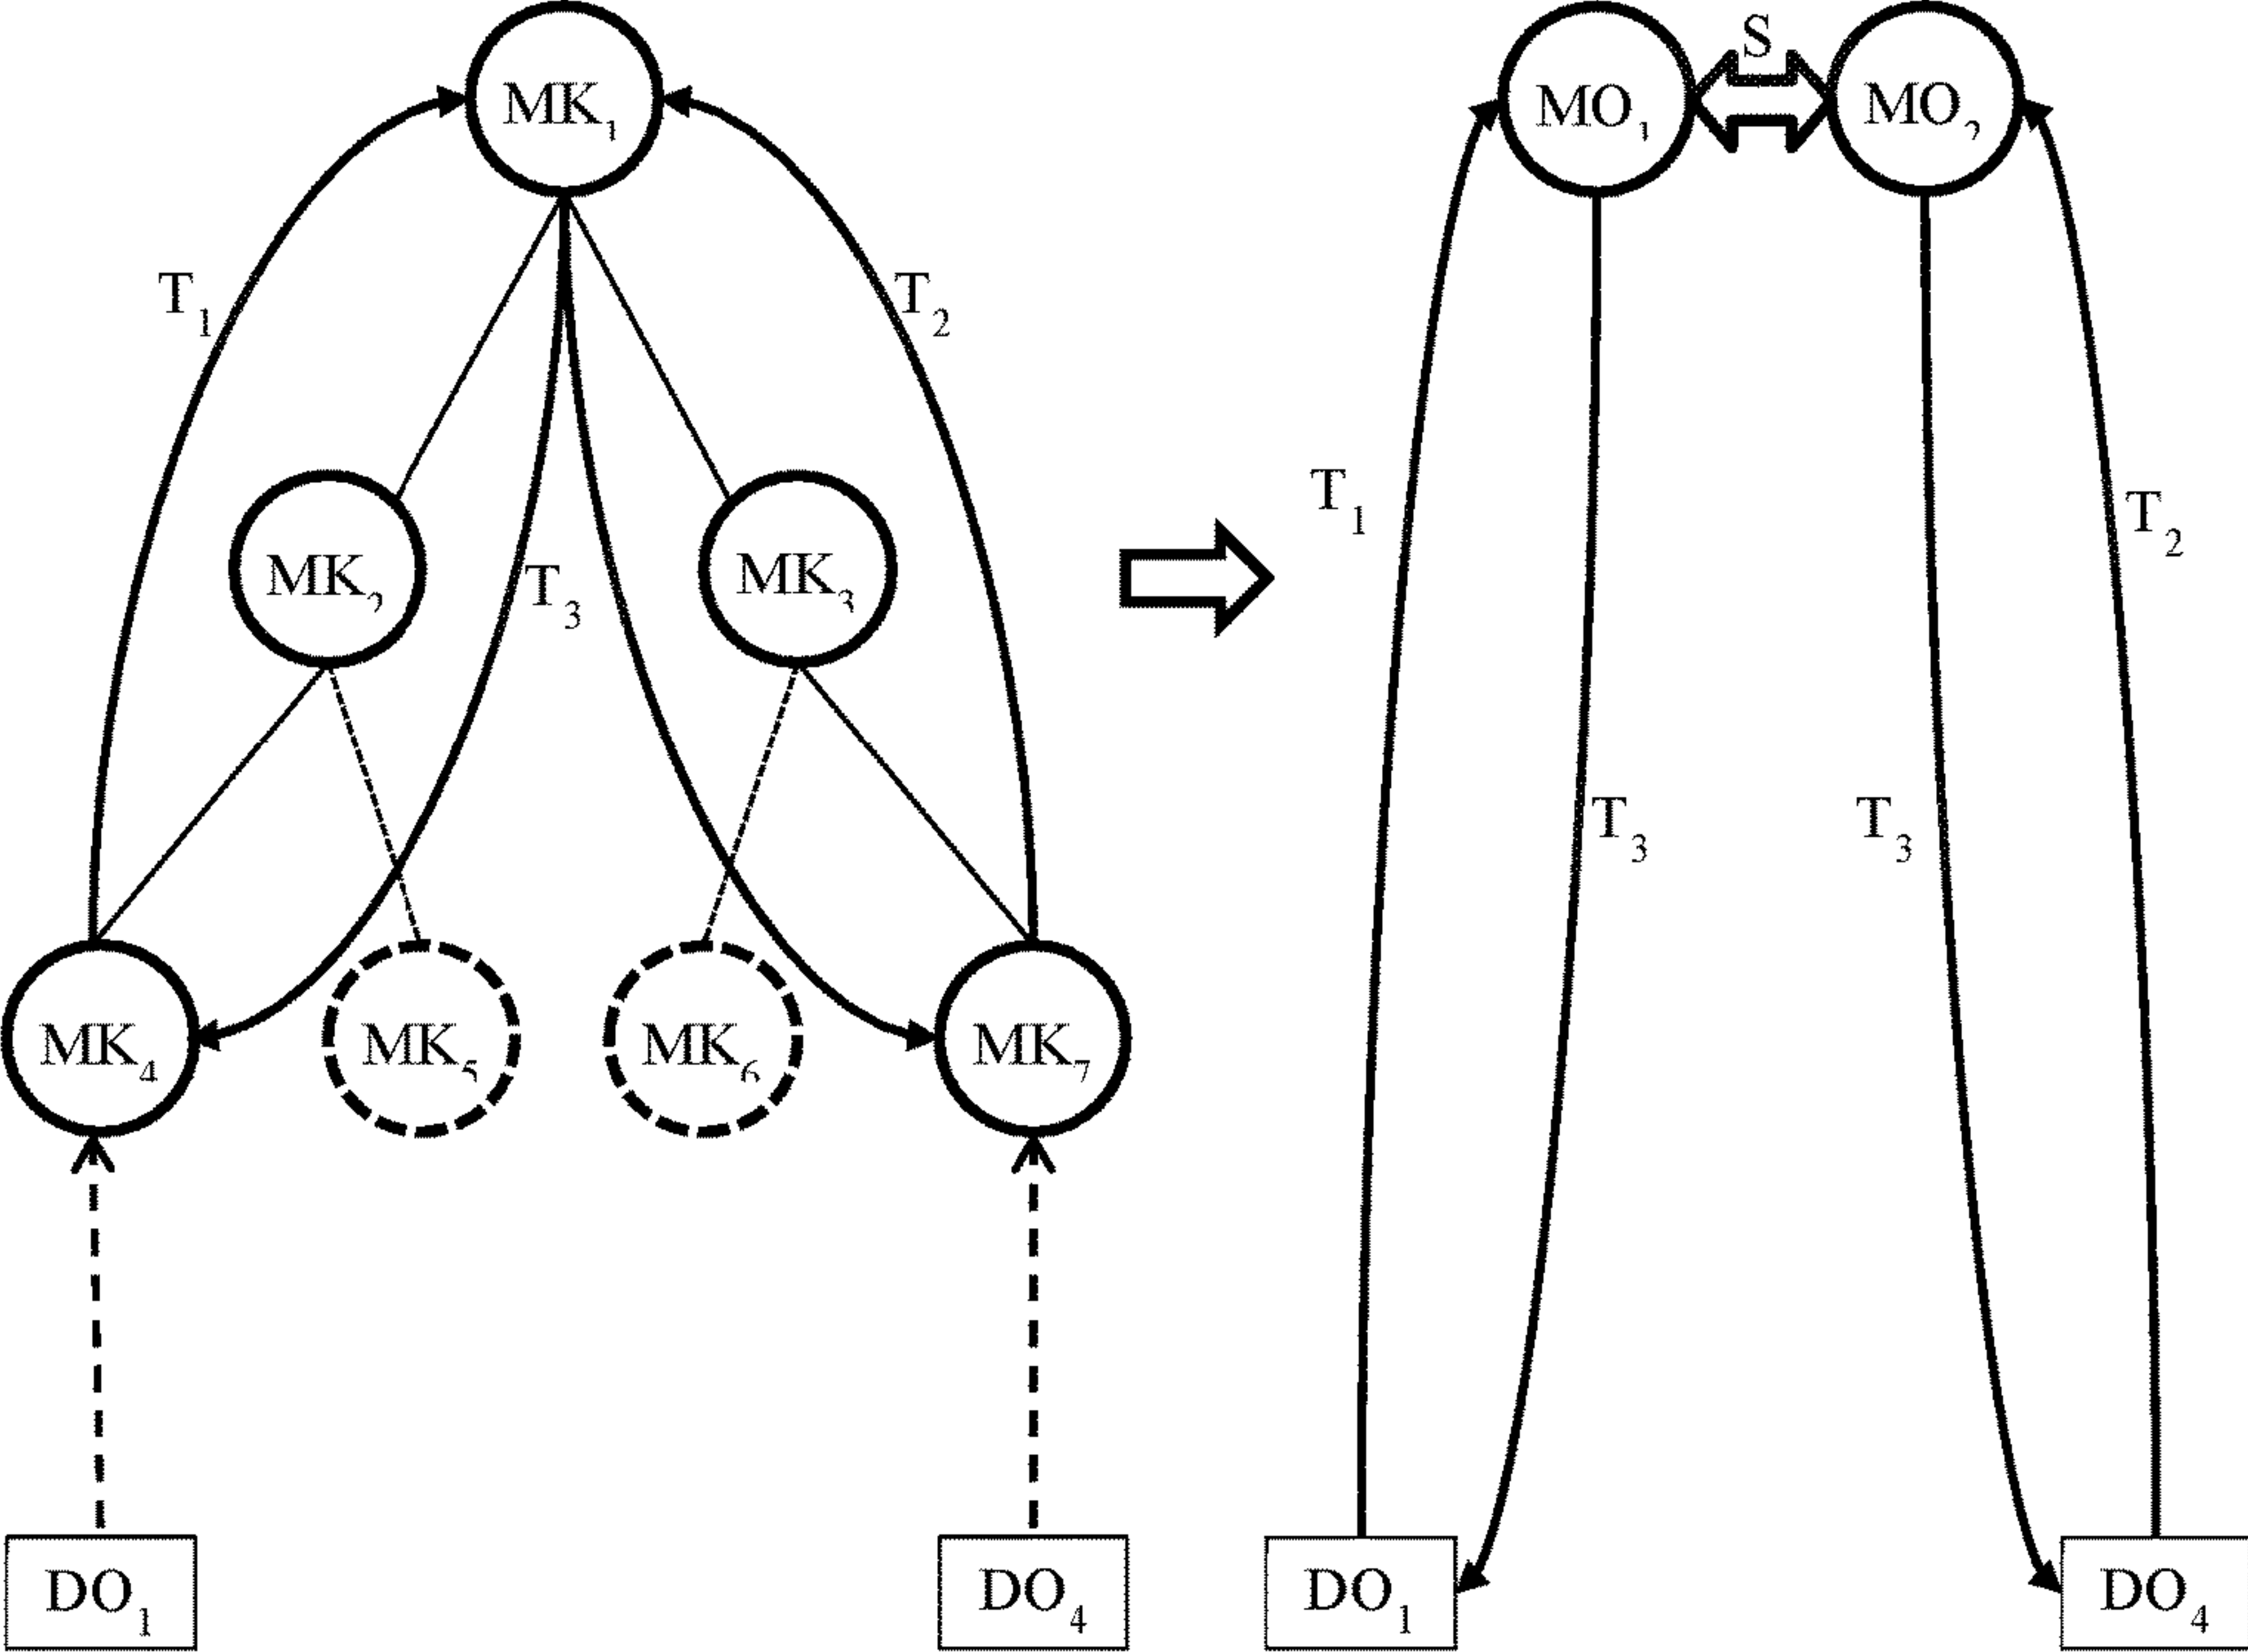 MK₁
MO₁
S
MO₂
T₁
T₂
T₁
T₂
MK₂
T₃
MK₃
T₃
T₃
MK₄
MK₅
MK₆
MK₇
DO₁
DO₄
DO₁
DO₄